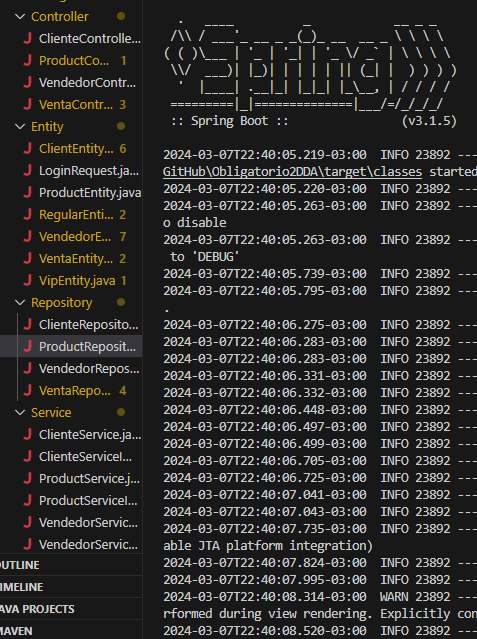 Controller
ClienteControlle...
ProductCo... 1
VendedorContr...
VentaContr... 3
Entity
ClientEntity... 6
LoginRequest.jav...
ProductEntity.java
RegularEnti... 2
VendedorE... 7
VentaEntity... 2
VipEntity.java 1
Repository
ClienteReposito...
ProductReposit...
VendedorRepos...
VentaRepo... 4
Service
ClienteService.ja...
ClienteServiceI...
ProductService.j...
ProductServiceI...
VendedorServic...
VendedorServic...
OUTLINE
TIMELINE
JAVA PROJECTS
MAVEN
:: Spring Boot :: (v3.1.5)
2024-03-07T22:40:05.219-03:00 INFO 23892 ---
GitHub\Obligatorio2DDA\target\classes started
2024-03-07T22:40:05.220-03:00 INFO 23892 ---
2024-03-07T22:40:05.263-03:00 INFO 23892 ---
o disable
2024-03-07T22:40:05.263-03:00 INFO 23892 ---
to 'DEBUG'
2024-03-07T22:40:05.739-03:00 INFO 23892 ---
2024-03-07T22:40:05.795-03:00 INFO 23892 ---
.
2024-03-07T22:40:06.275-03:00 INFO 23892 ---
2024-03-07T22:40:06.283-03:00 INFO 23892 ---
2024-03-07T22:40:06.283-03:00 INFO 23892 ---
2024-03-07T22:40:06.331-03:00 INFO 23892 ---
2024-03-07T22:40:06.332-03:00 INFO 23892 ---
2024-03-07T22:40:06.448-03:00 INFO 23892 ---
2024-03-07T22:40:06.497-03:00 INFO 23892 ---
2024-03-07T22:40:06.499-03:00 INFO 23892 ---
2024-03-07T22:40:06.705-03:00 INFO 23892 ---
2024-03-07T22:40:06.725-03:00 INFO 23892 ---
2024-03-07T22:40:07.041-03:00 INFO 23892 ---
2024-03-07T22:40:07.043-03:00 INFO 23892 ---
2024-03-07T22:40:07.735-03:00 INFO 23892 ---
able JTA platform integration)
2024-03-07T22:40:07.824-03:00 INFO 23892 ---
2024-03-07T22:40:07.995-03:00 INFO 23892 ---
2024-03-07T22:40:08.314-03:00 WARN 23892 ---
rformed during view rendering. Explicitly con
2024-03-07T22:40:08.520-03:00 INFO 23892 ---